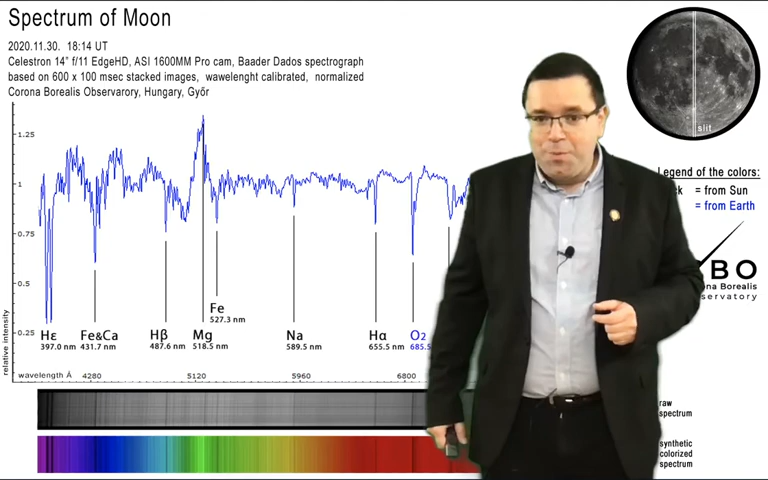 Spectrum of Moon
2020.11.30. 18:14 UT
Celestron 14" f/11 EdgeHD, ASI 1600MM Pro cam, Baader Dados spectrograph
based on 600 x 100 msec stacked images, wawelenght calibrated, normalized
Corona Borealis Observarory, Hungary, Győr
slit
Legend of the colors:
= from Sun
= from Earth
BO
Borealis
relative intensity
1.25
1
0.75
0.5
0.25
Hε
397.0 nm
Fe&Ca
431.7 nm
Hβ
487.6 nm
Mg
518.5 nm
Fe
527.3 nm
Na
589.5 nm
Hα
655.5 nm
O2
685.5
wavelength Å
4280
5120
5960
6800
raw
spectrum
synthetic
colorized
spectrum